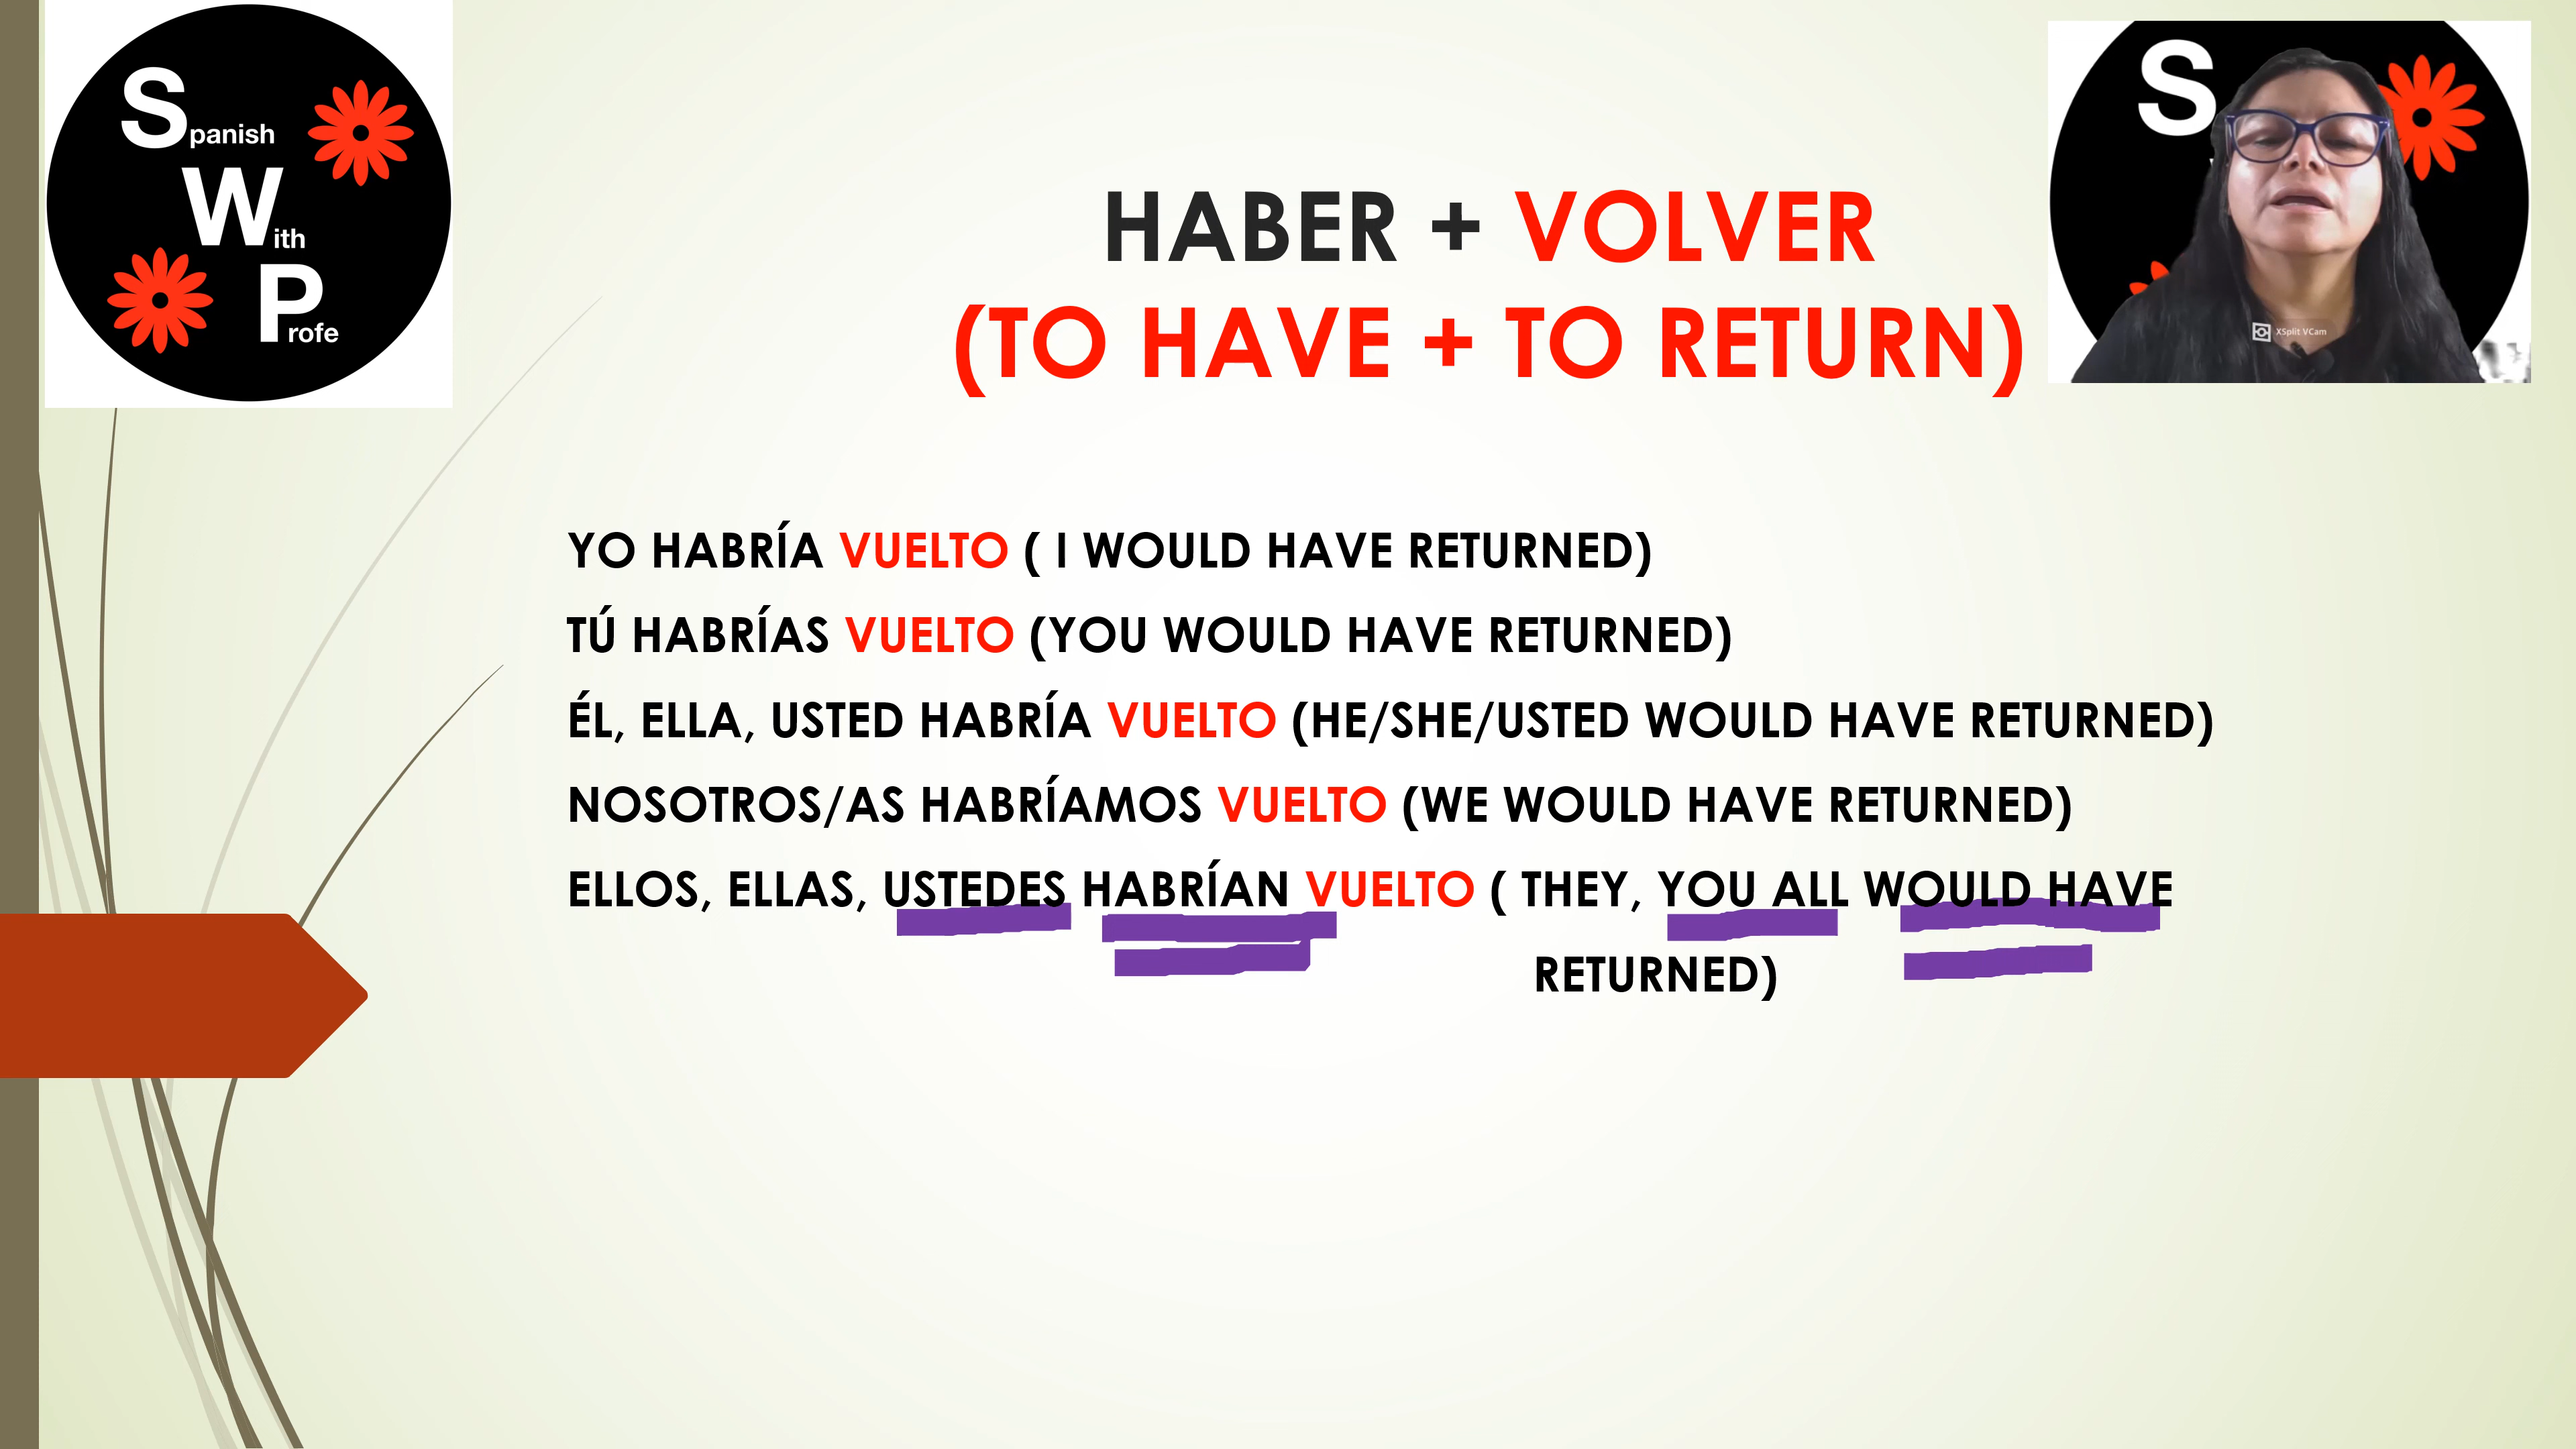 Spanish
With
Profe
S
XSplit VCam
HABER + VOLVER
(TO HAVE + TO RETURN)
YO HABRÍA VUELTO ( I WOULD HAVE RETURNED)
TÚ HABRÍAS VUELTO (YOU WOULD HAVE RETURNED)
ÉL, ELLA, USTED HABRÍA VUELTO (HE/SHE/USTED WOULD HAVE RETURNED)
NOSOTROS/AS HABRÍAMOS VUELTO (WE WOULD HAVE RETURNED)
ELLOS, ELLAS, USTEDES HABRÍAN VUELTO ( THEY, YOU ALL WOULD HAVE
RETURNED)